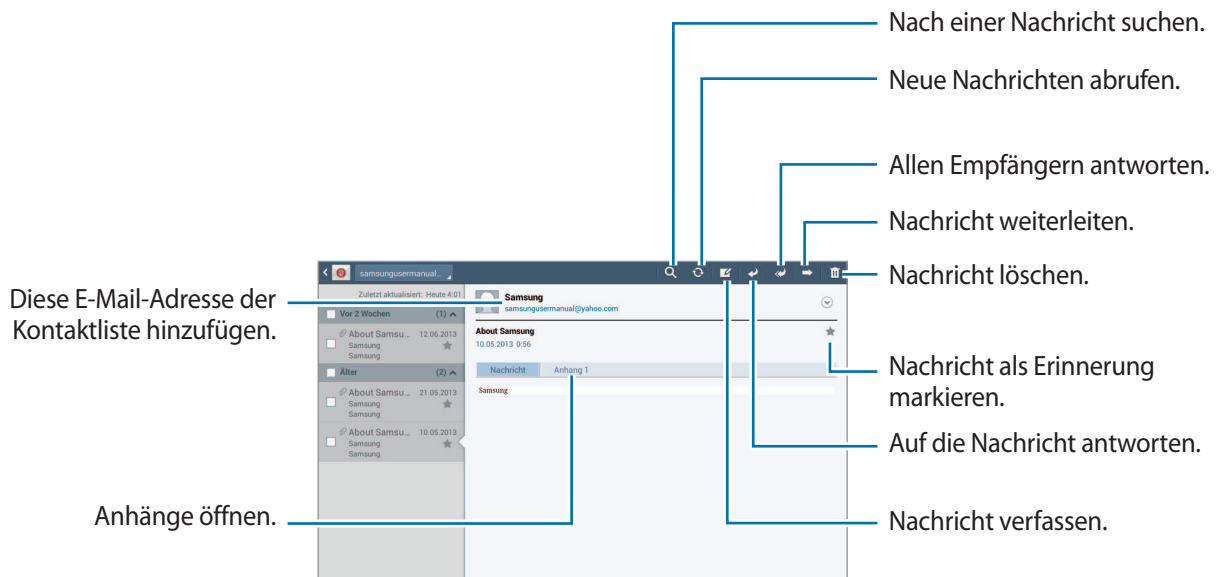 Nach einer Nachricht suchen.
Neue Nachrichten abrufen.
Allen Empfängern antworten.
Nachricht weiterleiten.
Nachricht löschen.
Diese E-Mail-Adresse der
Kontaktliste hinzufügen.
samsungusermanual...
Zuletzt aktualisiert: Heute 4:01
Vor 2 Wochen (1)
About Samsu... 12.06.2013
Samsung
Samsung
Älter (2)
About Samsu... 21.05.2013
Samsung
Samsung
About Samsu... 10.05.2013
Samsung
Samsung
Samsung
samsungusermanual@yahoo.com
About Samsung
10.05.2013 0:56
Nachricht Anhang 1
Samsung
Nachricht als Erinnerung
markieren.
Auf die Nachricht antworten.
Anhänge öffnen.
Nachricht verfassen.